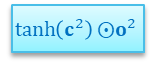 tanh(𝐜²) ⊙𝐨²